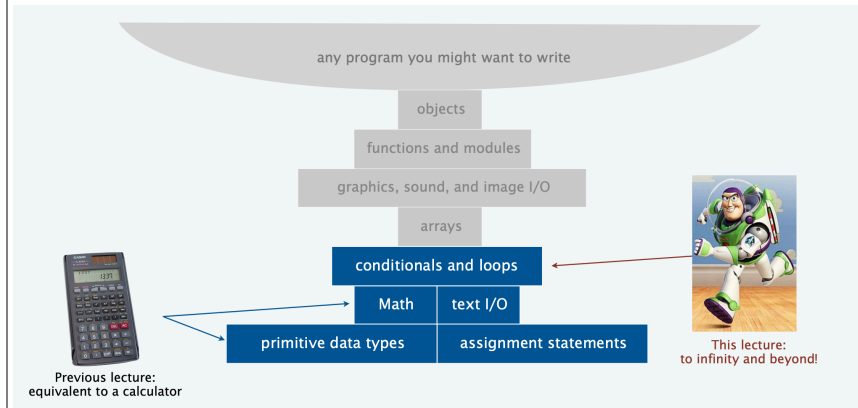 any program you might want to write
objects
functions and modules
graphics, sound, and image I/O
arrays
conditionals and loops
Math
text I/O
primitive data types
assignment statements
Previous lecture:
equivalent to a calculator
This lecture:
to infinity and beyond!